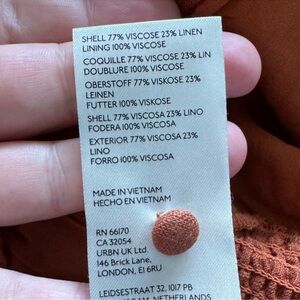 SHELL 77% VISCOSE 23% LINEN
LINING 100% VISCOSE
COQUILLE 77% VISCOSE 23% LIN
DOUBLURE 100% VISCOSE
OBERSTOFF 77% VISKOSE 23%
LEINEN
FUTTER 100% VISKOSE
SHELL 77% VISCOSA 23% LINO
FODERA 100% VISCOSA
EXTERIOR 77% VISCOSA 23%
LINO
FORRO 100% VISCOSA
MADE IN VIETNAM
HECHO EN VIETNAM
RN 66170
CA 32054
URBN UK Ltd.
146 Brick Lane,
LONDON, E1 6RU
LEIDSESTRAAT 32, 1017 PB
NETHERLANDS